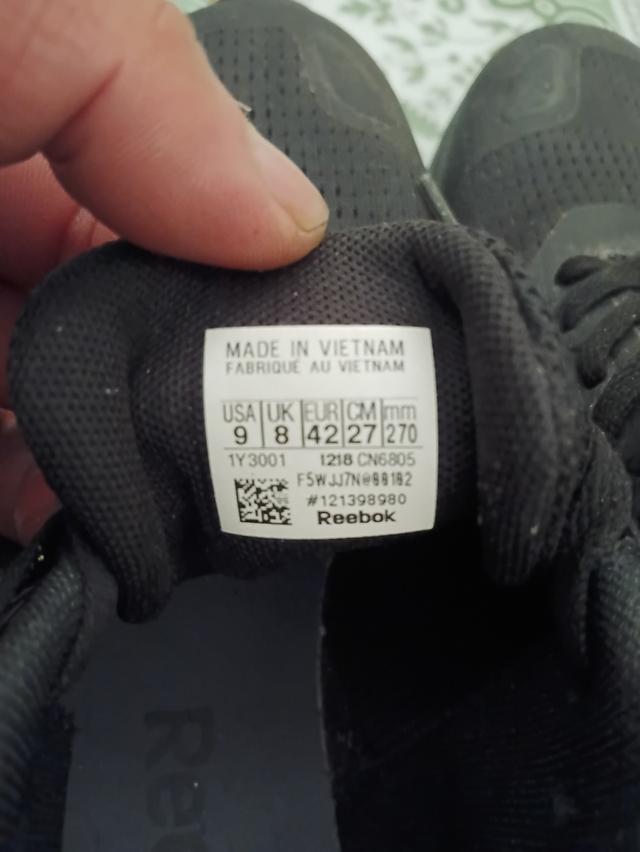 MADE IN VIETNAM
FABRIQUÉ AU VIETNAM
USA UK EUR CM mm
9 8 42 27 270
1Y3001 1218 CN6805
#121398980
Reebok
Ree